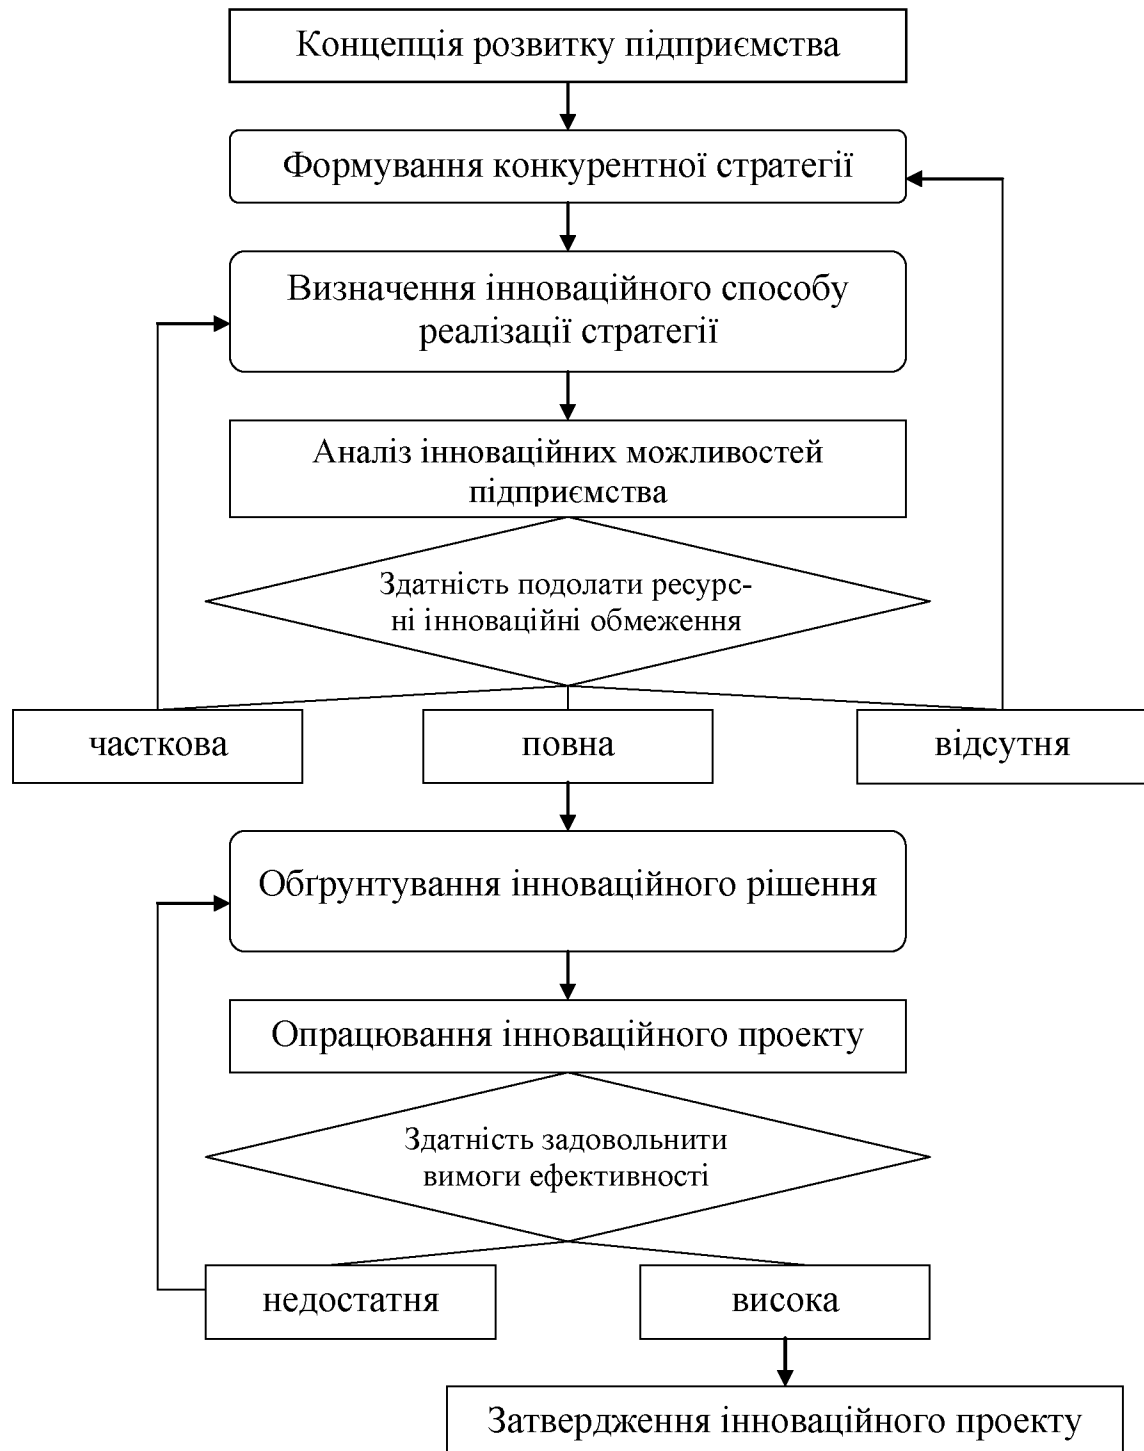 Концепція розвитку підприємства
Формування конкурентної стратегії
Визначення інноваційного способу
реалізації стратегії
Аналіз інноваційних можливостей
підприємства
Здатність подолати ресурс-
ні інноваційні обмеження
часткова
повна
відсутня
Обґрунтування інноваційного рішення
Опрацювання інноваційного проекту
Здатність задовольнити
вимоги ефективності
недостатня
висока
Затвердження інноваційного проекту